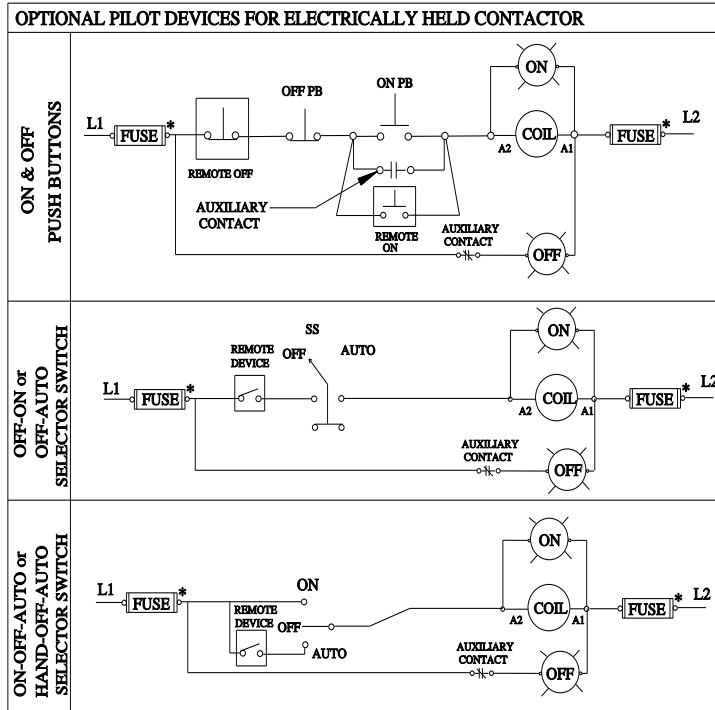 OPTIONAL PILOT DEVICES FOR ELECTRICALLY HELD CONTACTOR
ON & OFF
PUSH BUTTONS
ON
OFF PB
ON PB
L1
FUSE
*
COIL
A2
A1
FUSE
*
L2
REMOTE OFF
AUXILIARY
CONTACT
REMOTE
ON
AUXILIARY
CONTACT
OFF
OFF-ON or
OFF-AUTO
SELECTOR SWITCH
SS
ON
REMOTE
DEVICE
OFF
AUTO
L1
FUSE
*
COIL
A2
A1
FUSE
*
L2
AUXILIARY
CONTACT
OFF
ON-OFF-AUTO or
HAND-OFF-AUTO
SELECTOR SWITCH
ON
ON
L1
FUSE
*
REMOTE
DEVICE
OFF
AUTO
COIL
A2
A1
FUSE
*
L2
AUXILIARY
CONTACT
OFF